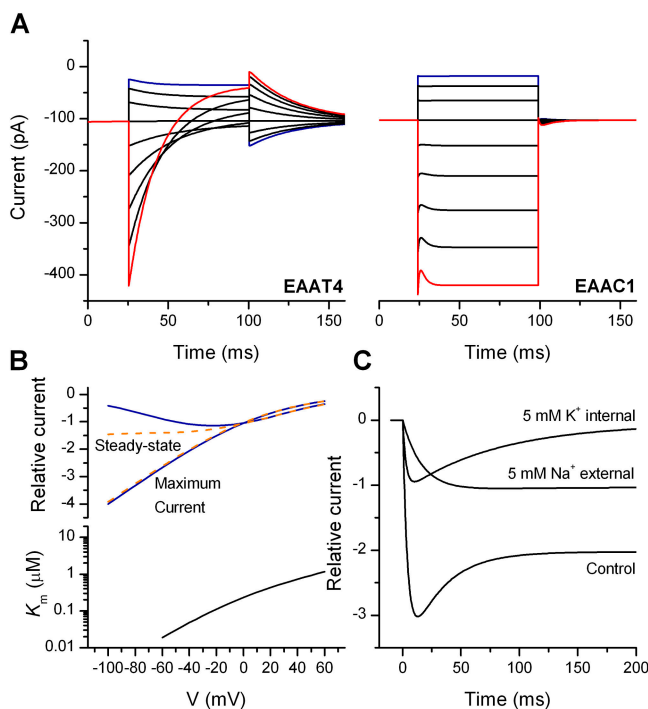 A
Current (pA)
0
-100
-200
-300
-400
EAAT4
EAAC1
0 50 100 150
0 50 100 150
Time (ms)
Time (ms)
B
Relative current
0
-1
-2
-3
-4
Steady-state
Maximum
Current
Km (μM)
10
1
0.1
0.01
-100 -80 -60 -40 -20 0 20 40 60
V (mV)
C
Relative current
0
-1
-2
-3
5 mM K+ internal
5 mM Na+ external
Control
0 50 100 150 200
Time (ms)